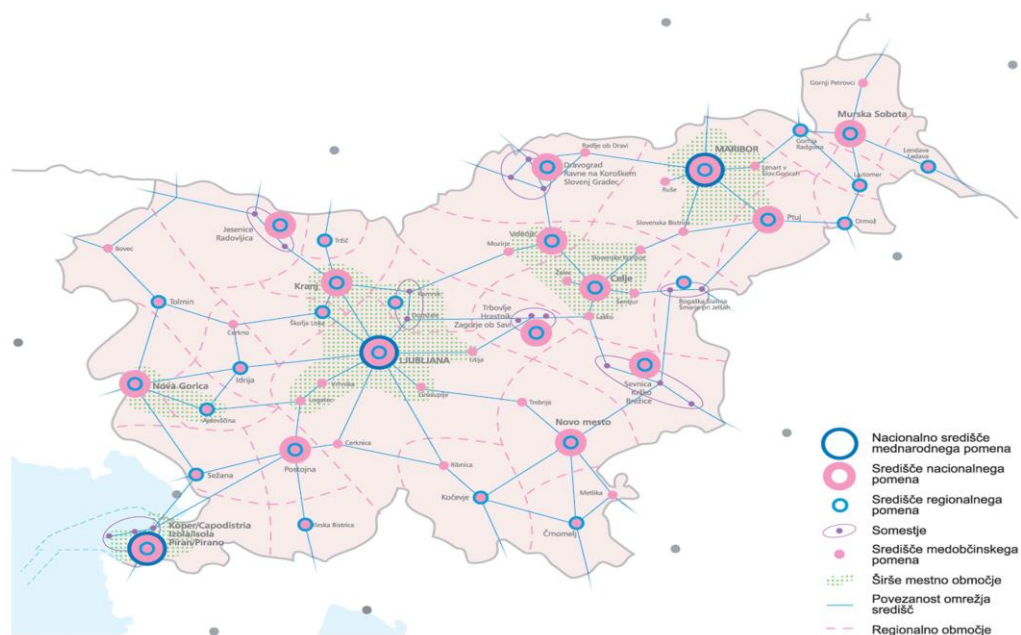 Gornji Petrovci
Murska Sobota
Radlje ob Dravi
MARIBOR
Gornja
Radgona
Lendava
Lendava
Dravograd
Ravne na Koroškem
Slovenj Gradec
Lenart v
Slov. Goricah
Ruše
Ljutomer
Ptuj
Ormož
Slovenska Bistrica
Jesenice
Radovljica
Tržič
Velenje
Mozirje
Bovec
Slovenske Konjice
Kranj
Žalec
Celje
Kamnik
Šentjur
Rogaška Slatina
Šmarje pri Jelšah
Tolmin
Domžale
Trbovlje
Hrastnik
Zagorje ob Savi
Laško
Škofja Loka
Cerkno
LJUBLJANA
Litija
Idrija
Sevnica
Krško
Brežice
Nova Gorica
Vrhnika
Grosuplje
Logatec
Trebnje
Ajdovščina
Novo mesto
Cerknica
Postojna
Ribnica
Sežana
Kočevje
Metlika
Koper/Capodistria
Izola/Isola
Piran/Pirano
Ilirska Bistrica
Črnomelj
Nacionalno središče
mednarodnega pomena
Središče nacionalnega
pomena
Središče regionalnega
pomena
Somestje
Središče medobčinskega
pomena
Širše mestno območje
Povezanost omrežja
središč
Regionalno območje